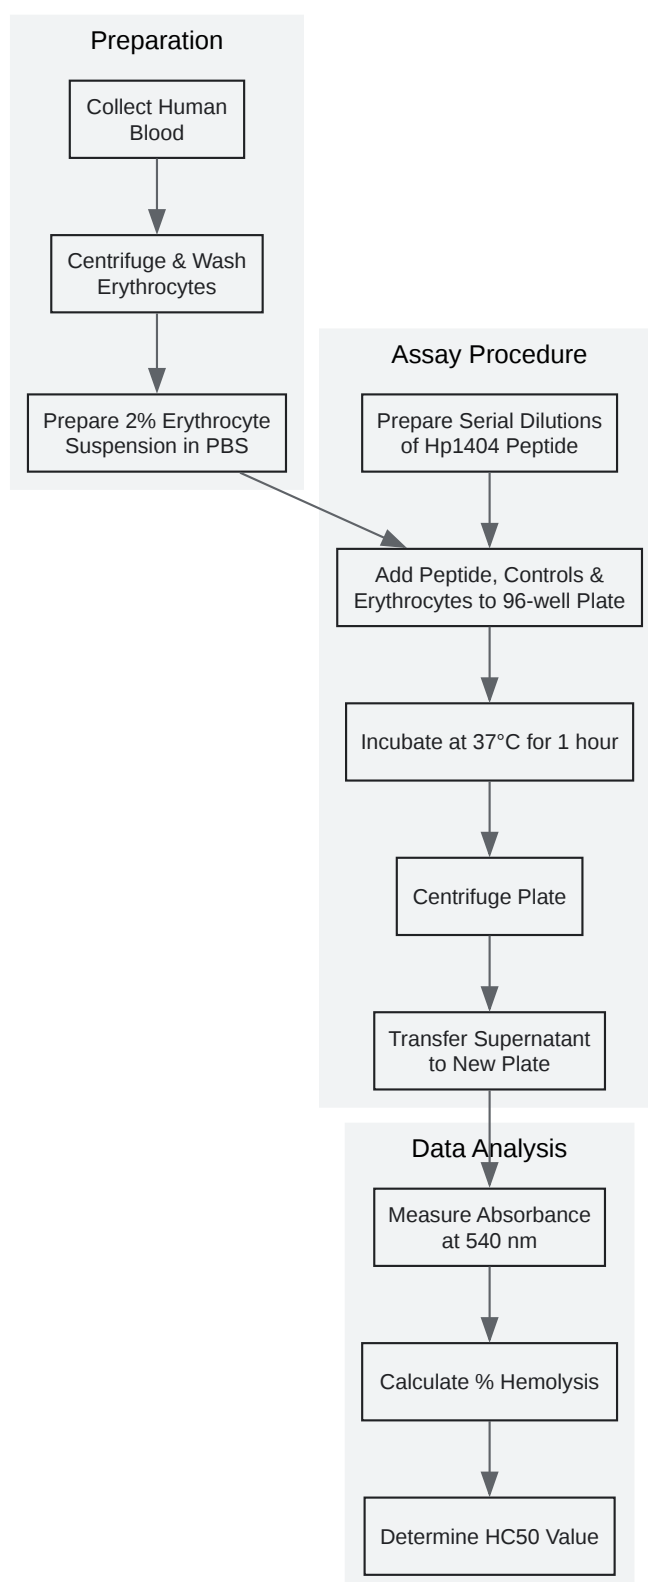 Preparation
Collect Human
Blood
Centrifuge & Wash
Erythrocytes
Prepare 2% Erythrocyte
Suspension in PBS
Assay Procedure
Prepare Serial Dilutions
of Hp1404 Peptide
Add Peptide, Controls &
Erythrocytes to 96-well Plate
Incubate at 37°C for 1 hour
Centrifuge Plate
Transfer Supernatant
to New Plate
Data Analysis
Measure Absorbance
at 540 nm
Calculate % Hemolysis
Determine HC50 Value